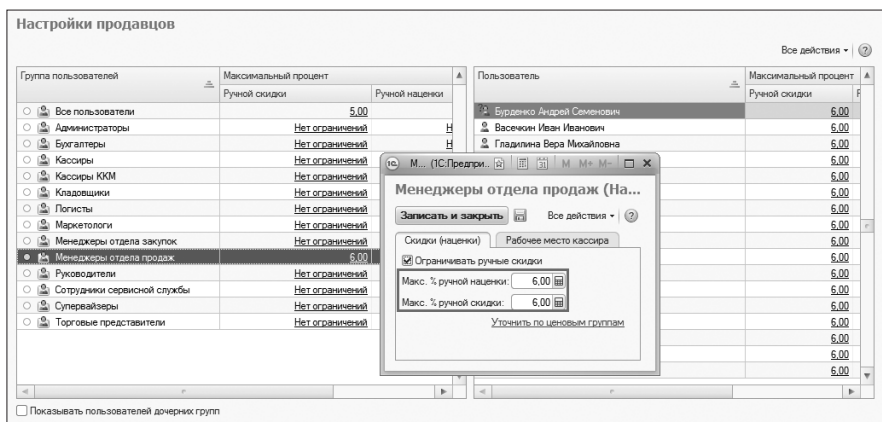 Настройки продавцов
Все действия
Группа пользователей
Максимальный процент
Ручной скидки
Ручной наценки
Все пользователи 5,00
Администраторы Нет ограничений Н
Бухгалтеры Нет ограничений Н
Кассиры Нет ограничений
Кассиры ККМ Нет ограничений
Кладовщики Нет ограничений
Логисты Нет ограничений
Маркетологи Нет ограничений
Менеджеры отдела закупок Нет ограничений
Менеджеры отдела продаж 6,00
Руководители Нет ограничений
Сотрудники сервисной службы Нет ограничений
Супервайзеры Нет ограничений
Торговые представители Нет ограничений
Показывать пользователей дочерних групп
Пользователь
Максимальный процент
Ручной скидки
Бурденко Андрей Семенович 6,00
Васечкин Иван Иванович 6,00
Гладилина Вера Михайловна 6,00
6,00
6,00
6,00
6,00
6,00
6,00
6,00
6,00
6,00
6,00
6,00
6,00
6,00
6,00
М... (1С:Предпри.. М М+ М-
Менеджеры отдела продаж (На...
Записать и закрыть Все действия
Скидки (наценки) Рабочее место кассира
Ограничивать ручные скидки
Макс. % ручной наценки: 6,00
Макс. % ручной скидки: 6,00
Уточнить по ценовым группам